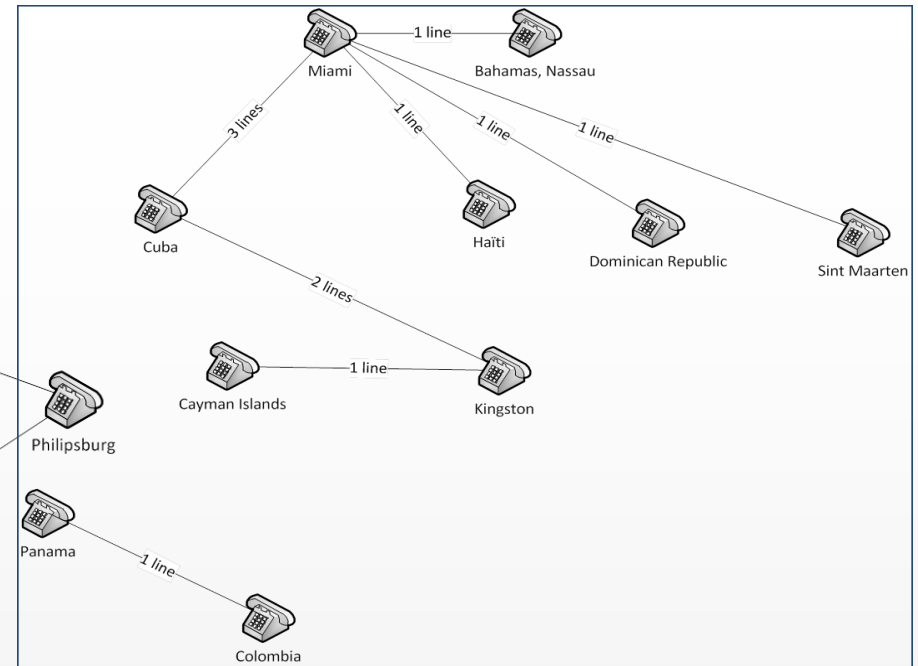 1 line
Miami
Bahamas, Nassau
3 lines
1 line
1 line
1 line
Cuba
Haïti
Dominican Republic
Sint Maarten
2 lines
1 line
Cayman Islands
Kingston
Philipsburg
Panama
1 line
Colombia